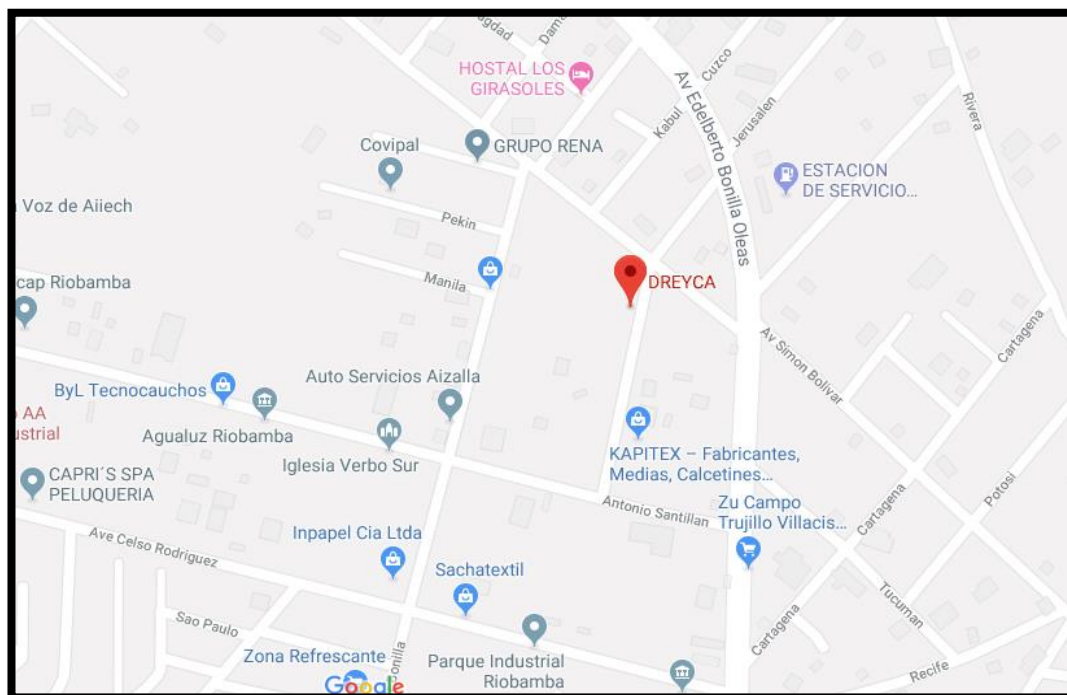 Dama
gdad
HOSTAL LOS
GIRASOLES
Av Edelberto Bonilla Oleas
Cuzco
Kabul
Jerusalen
Rivera
Covipal
GRUPO RENA
ESTACION
DE SERVICIO...
Voz de Aiiech
Pekin
Manila
DREYCA
cap Riobamba
Av Simon Bolivar
Cartagena
Auto Servicios Aizalla
ByL Tecnocauchos
AA
ustrial
Agualuz Riobamba
Iglesia Verbo Sur
KAPITEX – Fabricantes,
Medias, Calcetines...
CAPRI´S SPA
PELUQUERIA
Antonio Santillan
Zu Campo
Trujillo Villacis...
Cartagena
Potosi
Ave Celso Rodriguez
Inpapel Cia Ltda
Sachatextil
Tucuman
Sao Paulo
Cartagena
Zona Refrescante
onilla
Parque Industrial
Riobamba
Recife
Google